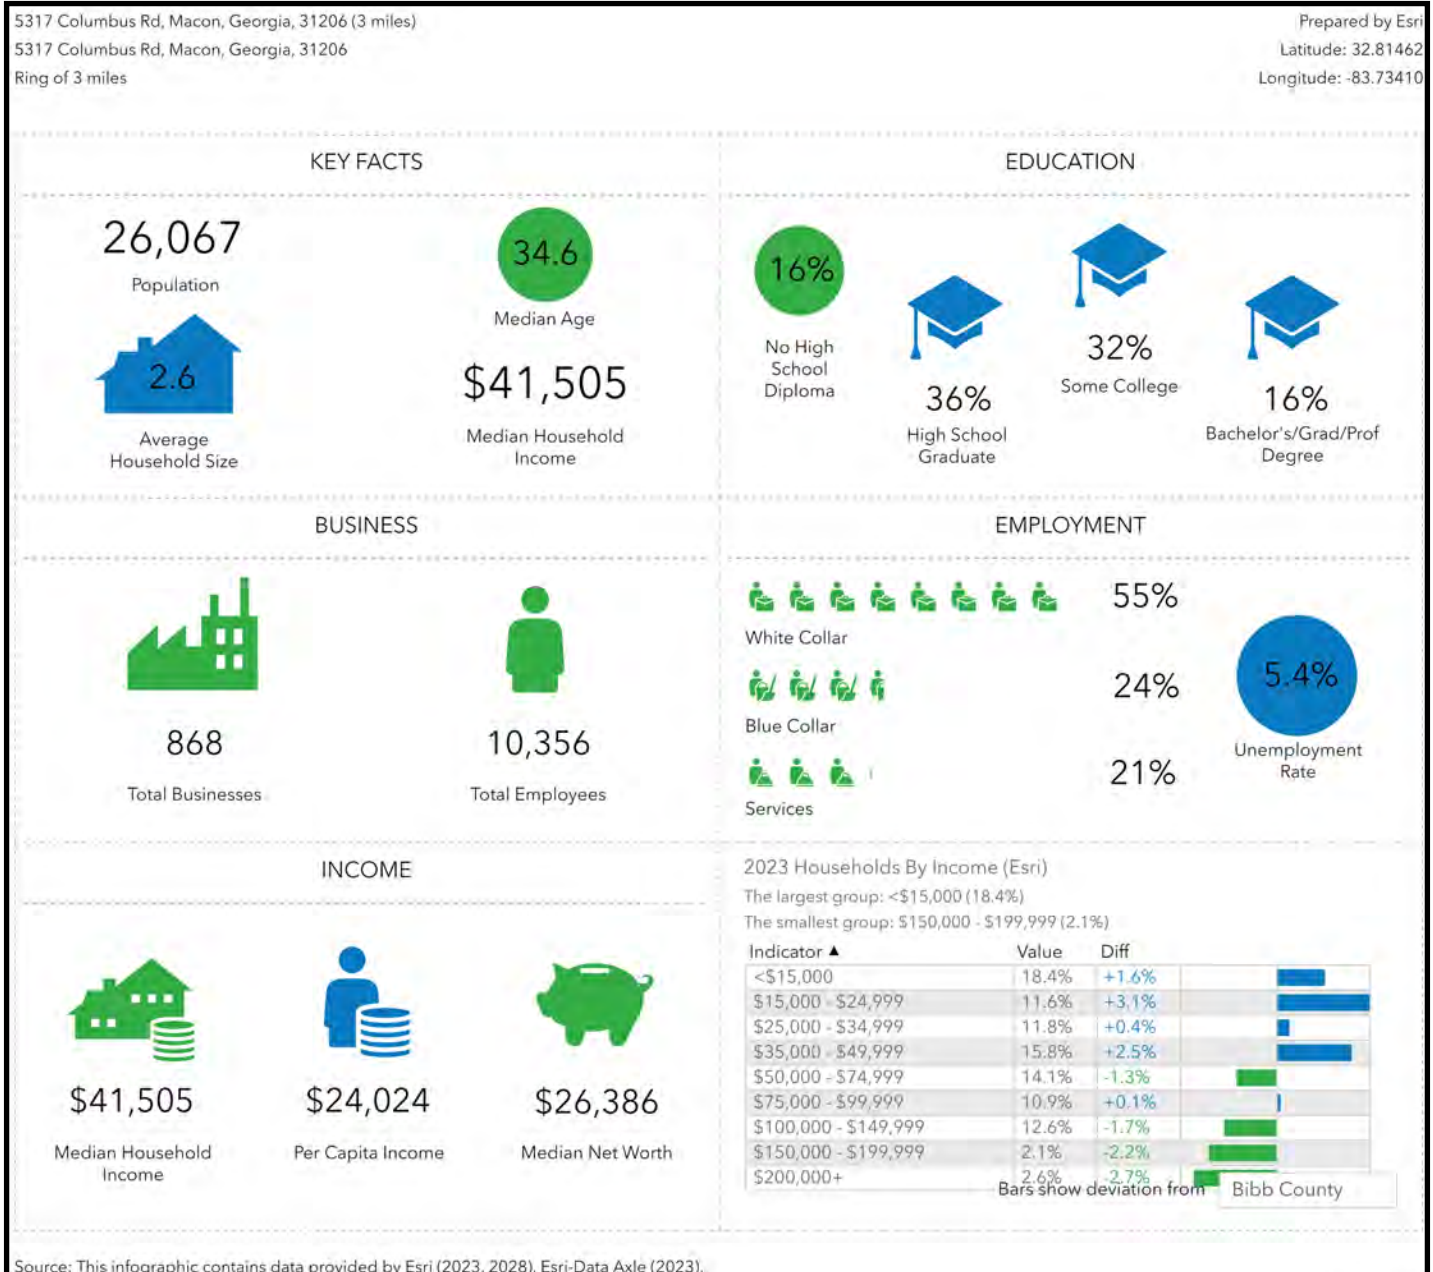 5317 Columbus Rd, Macon, Georgia, 31206 (3 miles)
5317 Columbus Rd, Macon, Georgia, 31206
Ring of 3 miles
Prepared by Esri
Latitude: 32.81462
Longitude: -83.73410
KEY FACTS
26,067
Population
34.6
Median Age
2.6
Average
Household Size
$41,505
Median Household
Income
EDUCATION
16%
No High
School
Diploma
36%
High School
Graduate
32%
Some College
16%
Bachelor's/Grad/Prof
Degree
BUSINESS
868
Total Businesses
10,356
Total Employees
EMPLOYMENT
55%
White Collar
24%
Blue Collar
21%
Services
5.4%
Unemployment
Rate
INCOME
$41,505
Median Household
Income
$24,024
Per Capita Income
$26,386
Median Net Worth
2023 Households By Income (Esri)
The largest group: <$15,000 (18.4%)
The smallest group: $150,000 - $199,999 (2.1%)
Indicator ▲ Value Diff
<$15,000 18.4% +1.6%
$15,000 - $24,999 11.6% +3.1%
$25,000 - $34,999 11.8% +0.4%
$35,000 - $49,999 15.8% +2.5%
$50,000 - $74,999 14.1% -1.3%
$75,000 - $99,999 10.9% +0.1%
$100,000 - $149,999 12.6% -1.7%
$150,000 - $199,999 2.1% -2.2%
$200,000+ 2.6% -2.7%
Bars show deviation from Bibb County
Source: This infographic contains data provided by Esri (2023, 2028), Esri-Data Axle (2023).